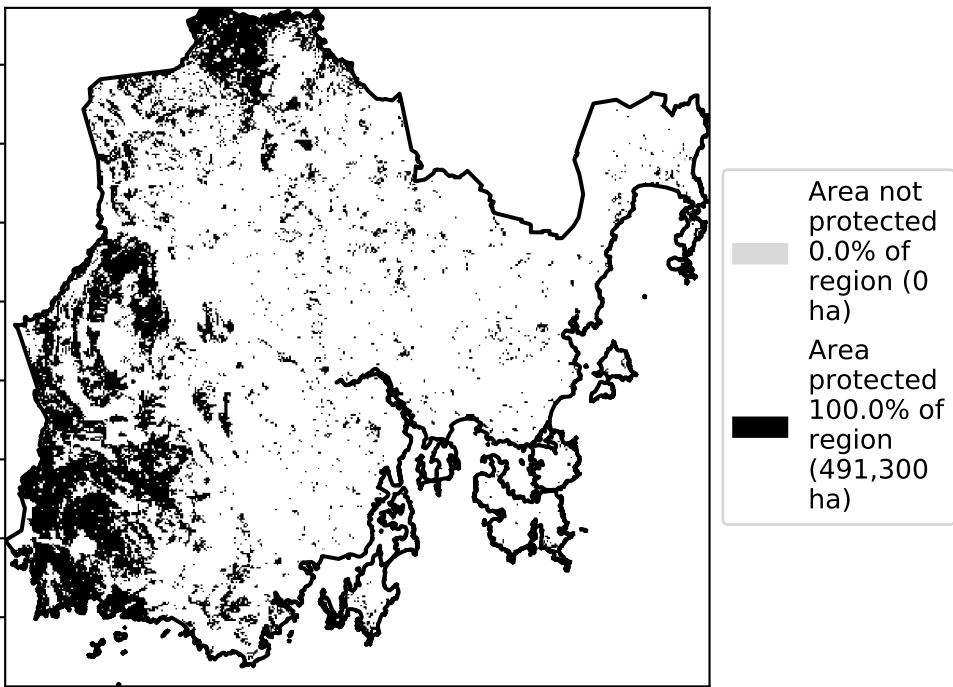 Area not
protected
0.0% of
region (0
ha)
Area
protected
100.0% of
region
(491,300
ha)